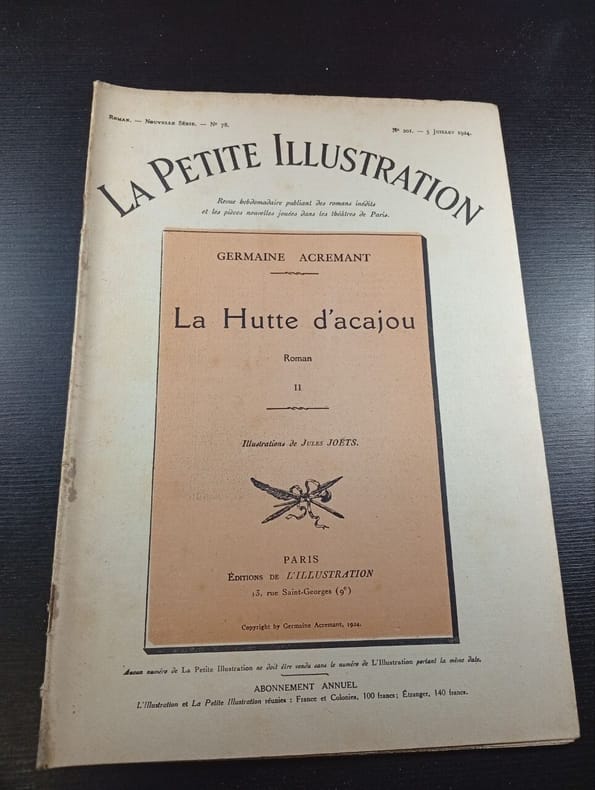 Roman. — Nouvelle Série. — N° 78.
N° 201. — 5 Juillet 1924.
LA PETITE ILLUSTRATION
Revue hebdomadaire publiant des romans inédits
et les pièces nouvelles jouées dans les théâtres de Paris.
GERMAINE ACREMANT
La Hutte d'acajou
Roman
II
Illustrations de Jules JOËTS.
PARIS
Éditions de L'ILLUSTRATION
13, rue Saint-Georges (9e)
Copyright by Germaine Acremant, 1924.
Aucun numéro de La Petite Illustration ne doit être vendu sans le numéro de L'Illustration portant la même date.
ABONNEMENT ANNUEL
L'Illustration et La Petite Illustration réunies : France et Colonies, 100 francs; Étranger, 140 francs.